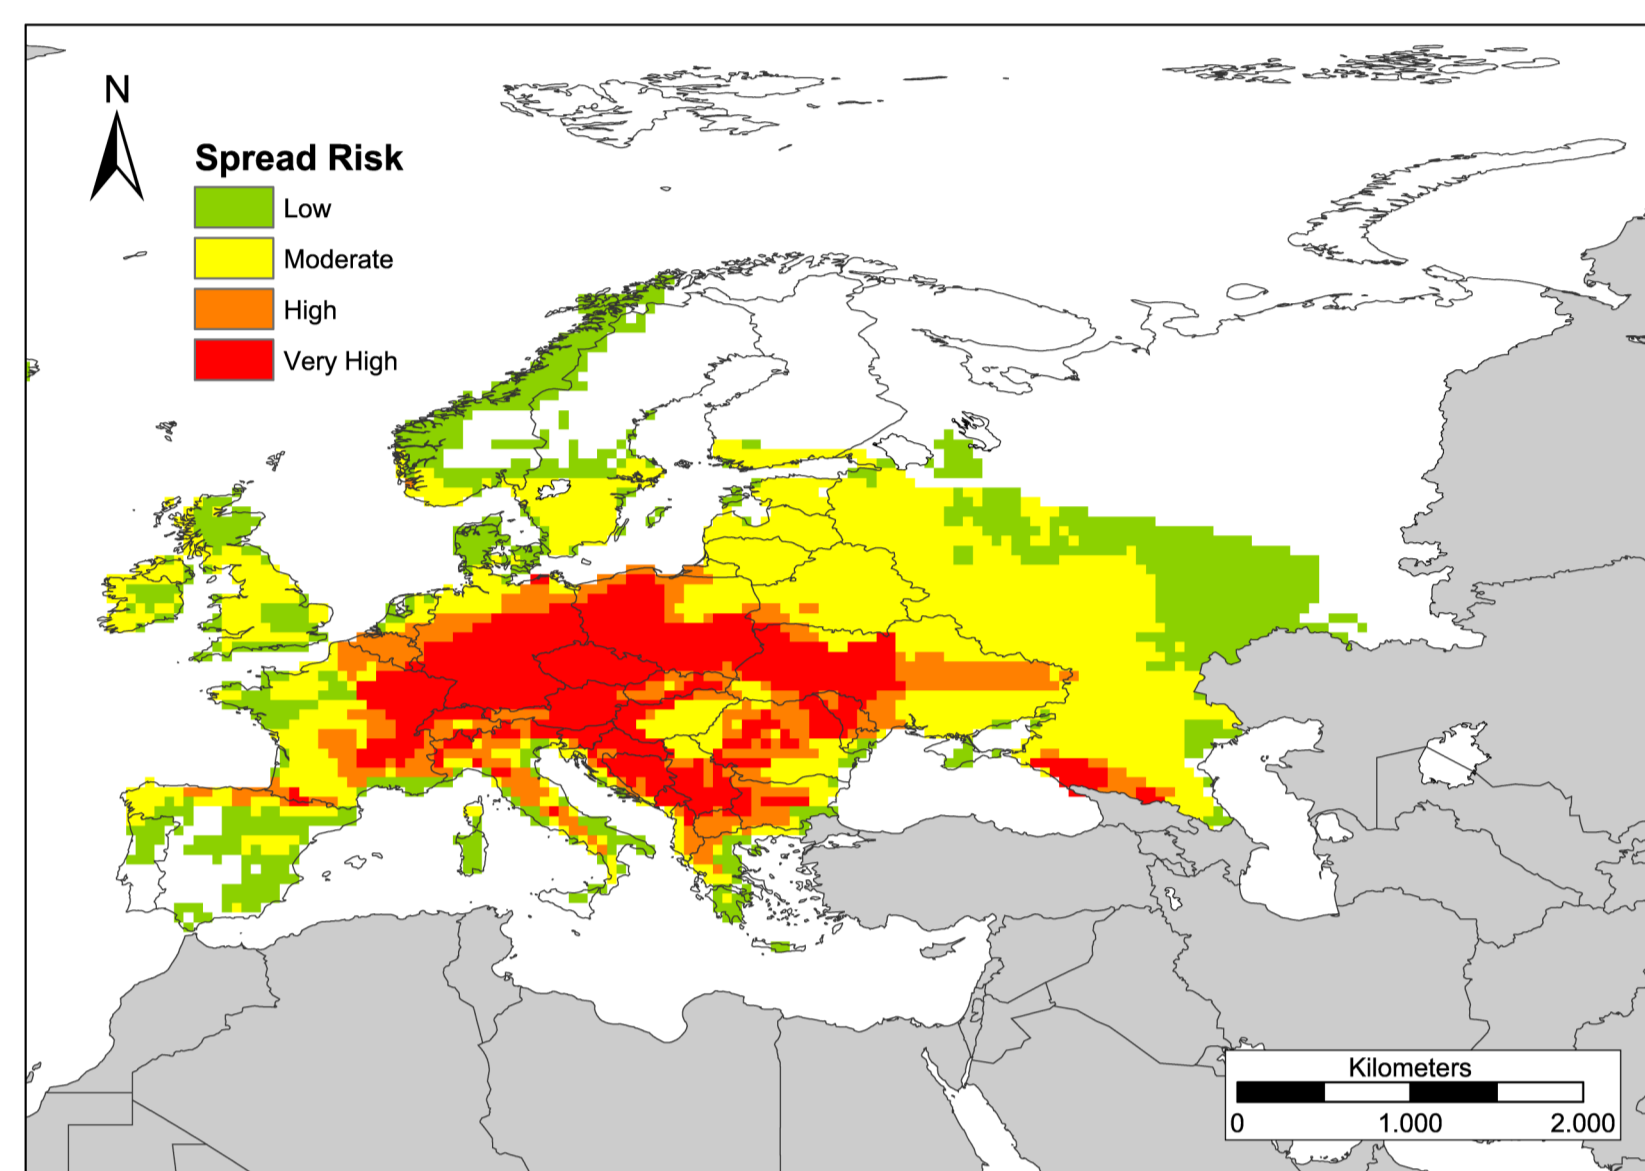 N
Spread Risk
Low
Moderate
High
Very High
Kilometers
0 1.000 2.000